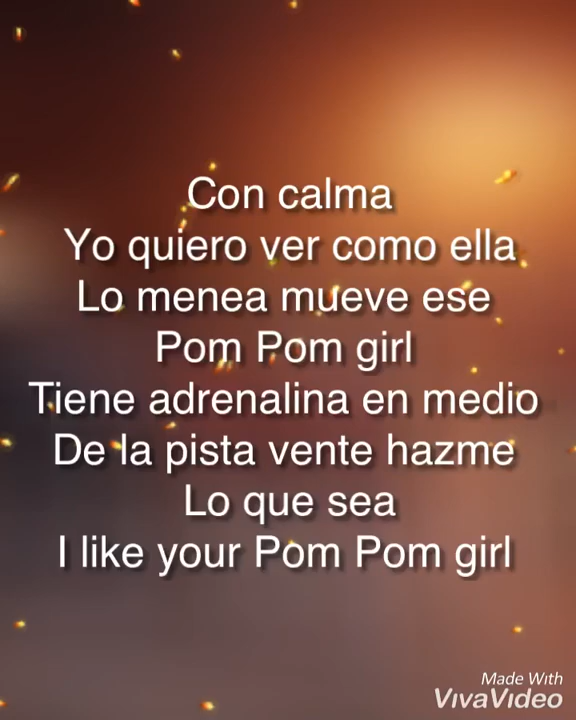 Con calma
Yo quiero ver como ella
Lo menea mueve ese
Pom Pom girl
Tiene adrenalina en medio
De la pista vente hazme
Lo que sea
I like your Pom Pom girl
Made With
VivaVideo